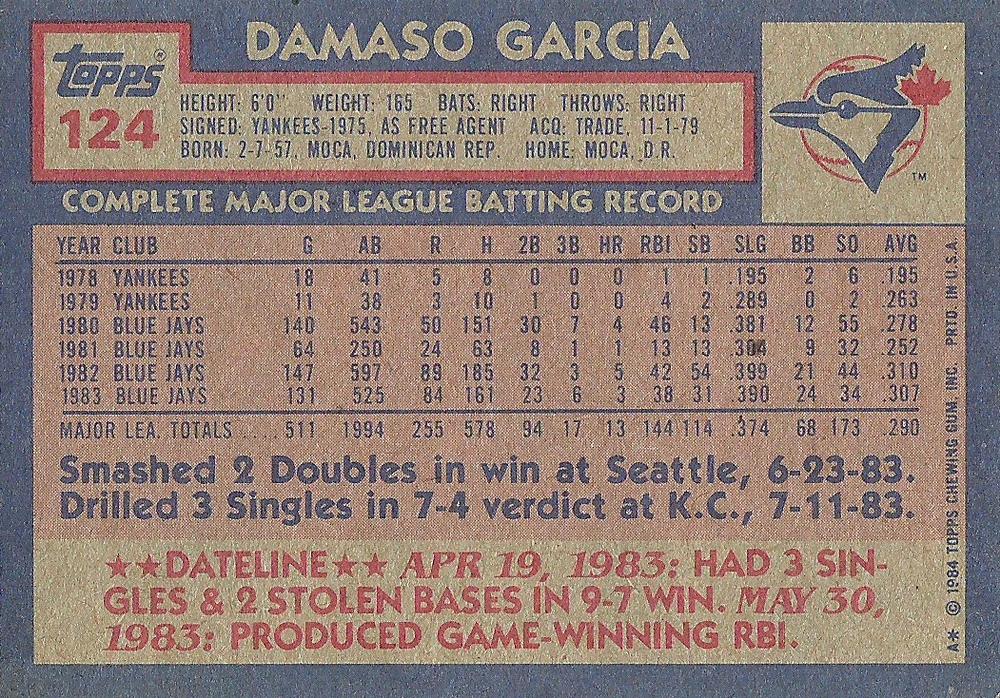 DAMASO GARCIA
Topps®
124
HEIGHT: 6'0" WEIGHT: 165 BATS: RIGHT THROWS: RIGHT
SIGNED: YANKEES-1975, AS FREE AGENT ACQ: TRADE, 11-1-79
BORN: 2-7-57, MOCA, DOMINICAN REP. HOME: MOCA, D.R.
TM
COMPLETE MAJOR LEAGUE BATTING RECORD
YEAR CLUB G AB R H 2B 3B HR RBI SB SLG BB SO AVG
1978 YANKEES 18 41 5 8 0 0 0 1 1 .195 2 6 .195
1979 YANKEES 11 38 3 10 1 0 0 4 2 .289 0 2 .263
1980 BLUE JAYS 140 543 50 151 30 7 4 46 13 .381 12 55 .278
1981 BLUE JAYS 64 250 24 63 8 1 1 13 13 .304 9 32 .252
1982 BLUE JAYS 147 597 89 185 32 3 5 42 54 .399 21 44 .310
1983 BLUE JAYS 131 525 84 161 23 6 3 38 31 .390 24 34 .307
MAJOR LEA. TOTALS ..... 511 1994 255 578 94 17 13 144 114 .374 68 173 .290
Smashed 2 Doubles in win at Seattle, 6-23-83.
Drilled 3 Singles in 7-4 verdict at K.C., 7-11-83.
★★DATELINE★★ APR 19, 1983: HAD 3 SIN-
GLES & 2 STOLEN BASES IN 9-7 WIN. MAY 30,
1983: PRODUCED GAME-WINNING RBI.
A* © 1984 TOPPS CHEWING GUM, INC. PRTD. IN U.S.A.